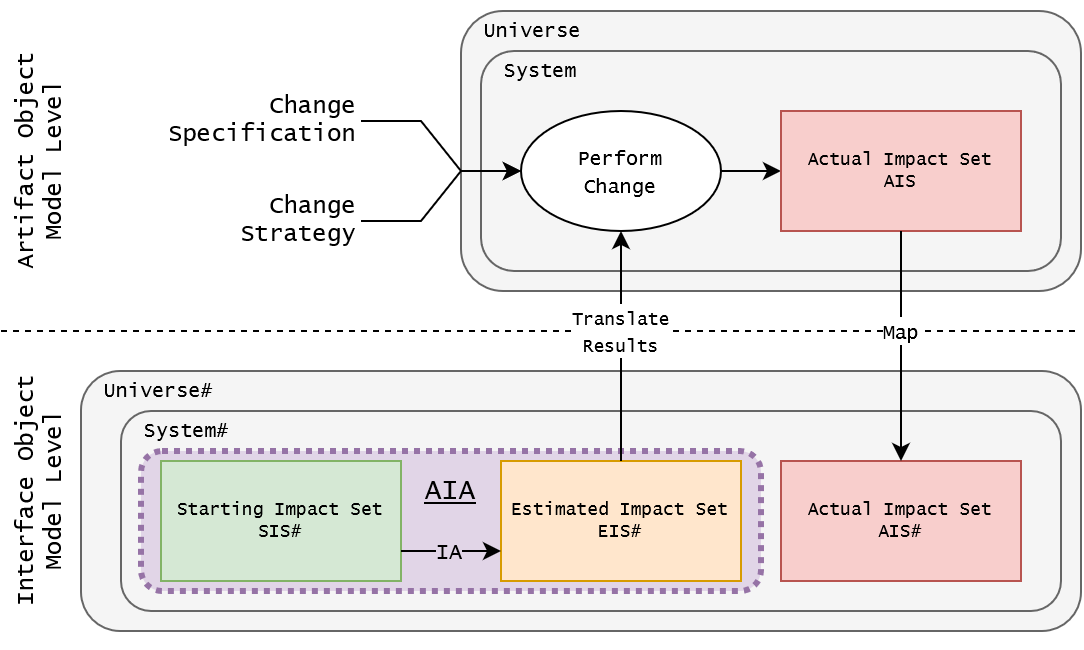 Artifact Object
Model Level
Universe
System
Change
Specification
Change
Strategy
Perform
Change
Actual Impact Set
AIS
Translate
Results
Map
Interface Object
Model Level
Universe#
System#
Starting Impact Set
SIS#
AIA
IA
Estimated Impact Set
EIS#
Actual Impact Set
AIS#